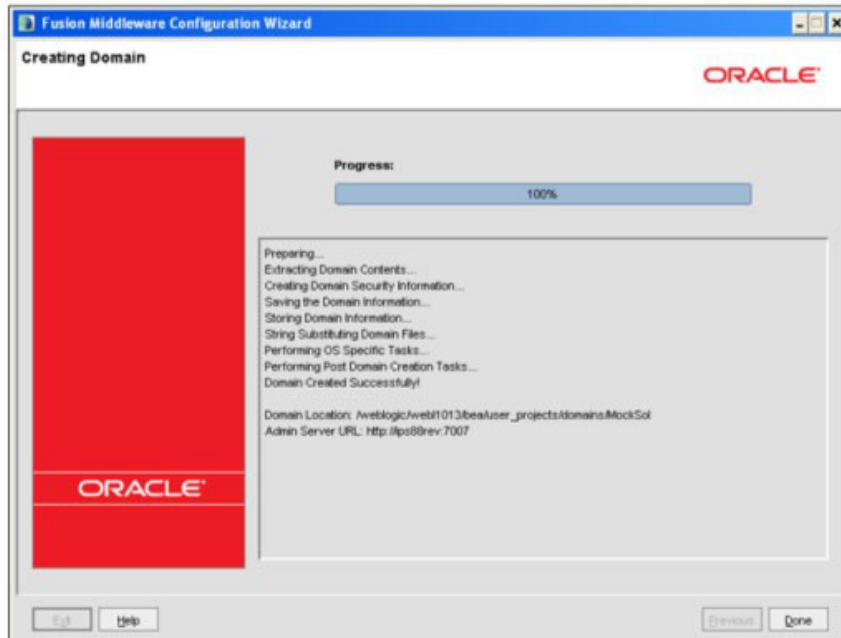 Fusion Middleware Configuration Wizard
Creating Domain
ORACLE
Progress:
100%
Preparing...
Extracting Domain Contents...
Creating Domain Security Information...
Saving the Domain Information...
Storing Domain Information...
String Substituting Domain Files...
Performing OS Specific Tasks...
Performing Post Domain Creation Tasks...
Domain Created Successfully!
Domain Location: /weblogic/webl1013/bea/user_projects/domains/MockSol
Admin Server URL: http://ips88rev:7007
ORACLE
Exit Help Previous Done